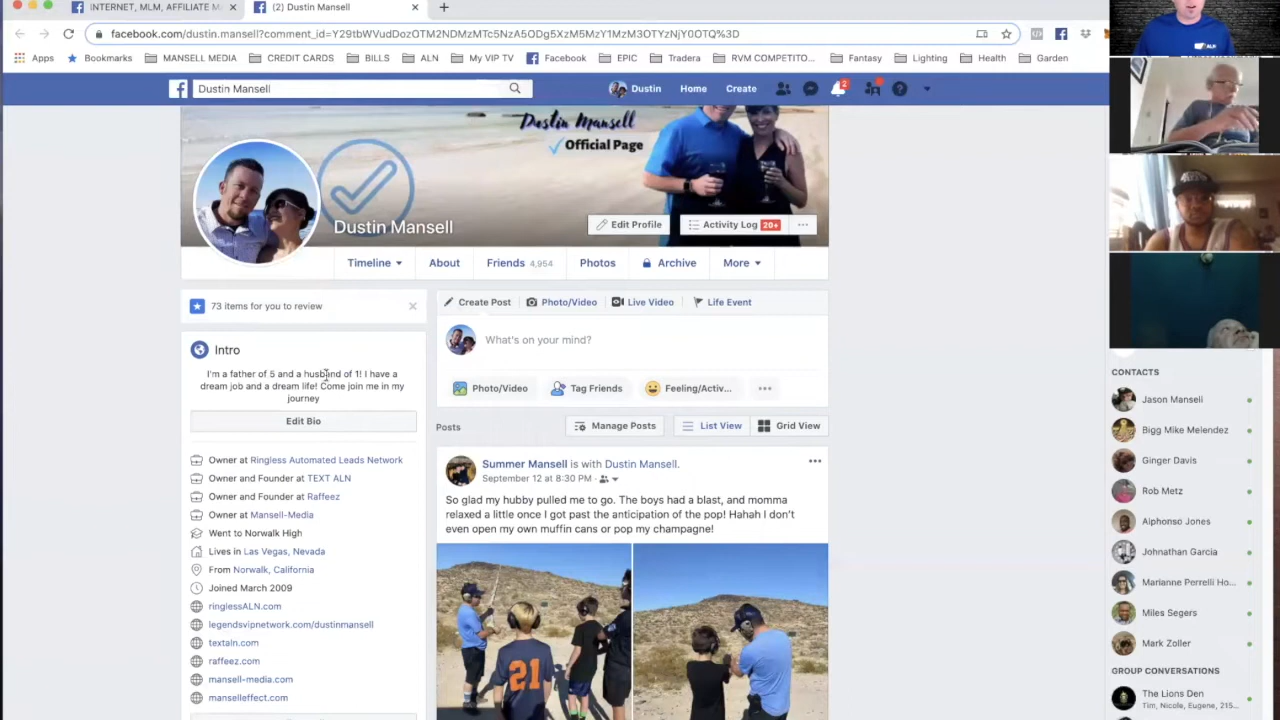 INTERNET, MLM, AFFILIATE M
(2) Dustin Mansell
Apps
Bookmarks
MANSELL MEDIA
CREDIT CARDS
BILLS
ALN
My VIP TV
Facebook
EPIC
Tradera
RVM COMPETITO...
Fantasy
Lighting
Health
Garden
Dustin Mansell
Dustin
Home
Create
2
Dustin Mansell
Official Page
Dustin Mansell
Edit Profile
Activity Log 20+
Timeline
About
Friends 4,954
Photos
Archive
More
73 items for you to review
Create Post
Photo/Video
Live Video
Life Event
What's on your mind?
Photo/Video
Tag Friends
Feeling/Activ...
Intro
I'm a father of 5 and a husbind of 1! I have a
dream job and a dream life! Come join me in my
journey
Edit Bio
Owner at Ringless Automated Leads Network
Owner and Founder at TEXT ALN
Owner and Founder at Raffeez
Owner at Mansell-Media
Went to Norwalk High
Lives in Las Vegas, Nevada
From Norwalk, California
Joined March 2009
ringlessALN.com
legendsvipnetwork.com/dustinmansell
textaln.com
raffeez.com
mansell-media.com
manselleffect.com
Posts
Manage Posts
List View
Grid View
Summer Mansell is with Dustin Mansell.
September 12 at 8:30 PM
So glad my hubby pulled me to go. The boys had a blast, and momma
relaxed a little once I got past the anticipation of the pop! Hahah I don't
even open my own muffin cans or pop my champagne!
21
ALN
CONTACTS
Jason Mansell
Bigg Mike Melendez
Ginger Davis
Rob Metz
Alphonso Jones
Johnathan Garcia
Marianne Perrelli Ho...
Miles Segers
Mark Zoller
GROUP CONVERSATIONS
The Lions Den
Tim, Nicole, Eugene, 215...